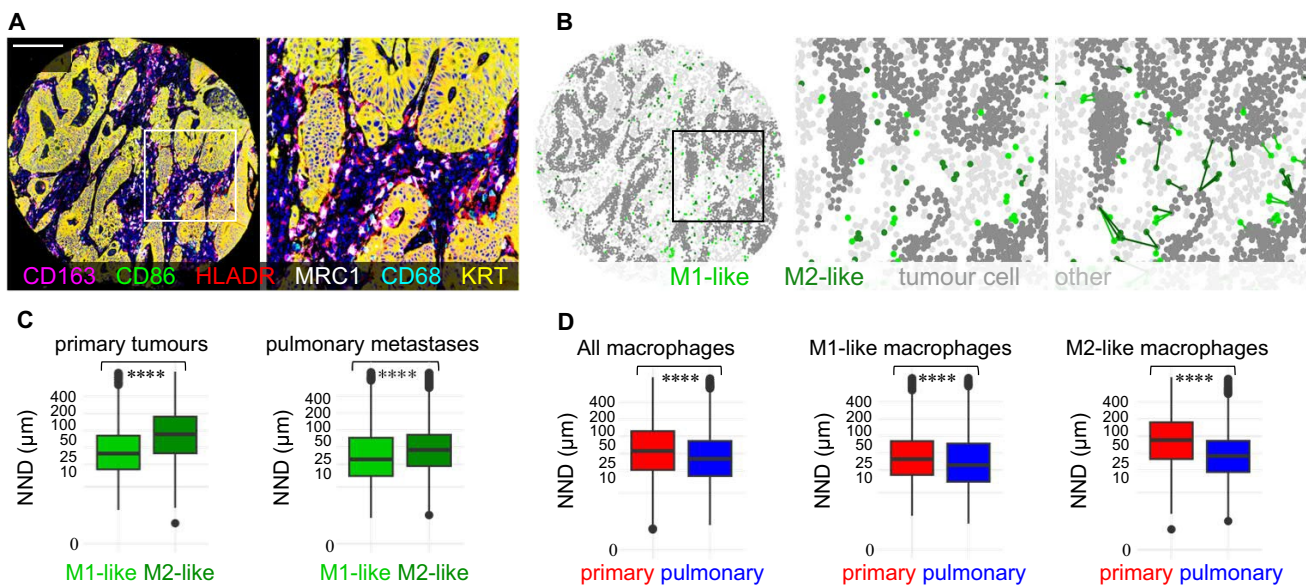 A
B
CD163 CD86 HLADR MRC1 CD68 KRT
M1-like M2-like tumour cell other
C
D
primary tumours
pulmonary metastases
All macrophages
M1-like macrophages
M2-like macrophages
****
****
****
****
****
NND (μm)
400
200
100
50
25
10
0
M1-like M2-like
NND (μm)
400
200
100
50
25
10
0
M1-like M2-like
NND (μm)
400
200
100
50
25
10
0
primary pulmonary
NND (μm)
400
200
100
50
25
10
0
primary pulmonary
NND (μm)
400
200
100
50
25
10
0
primary pulmonary